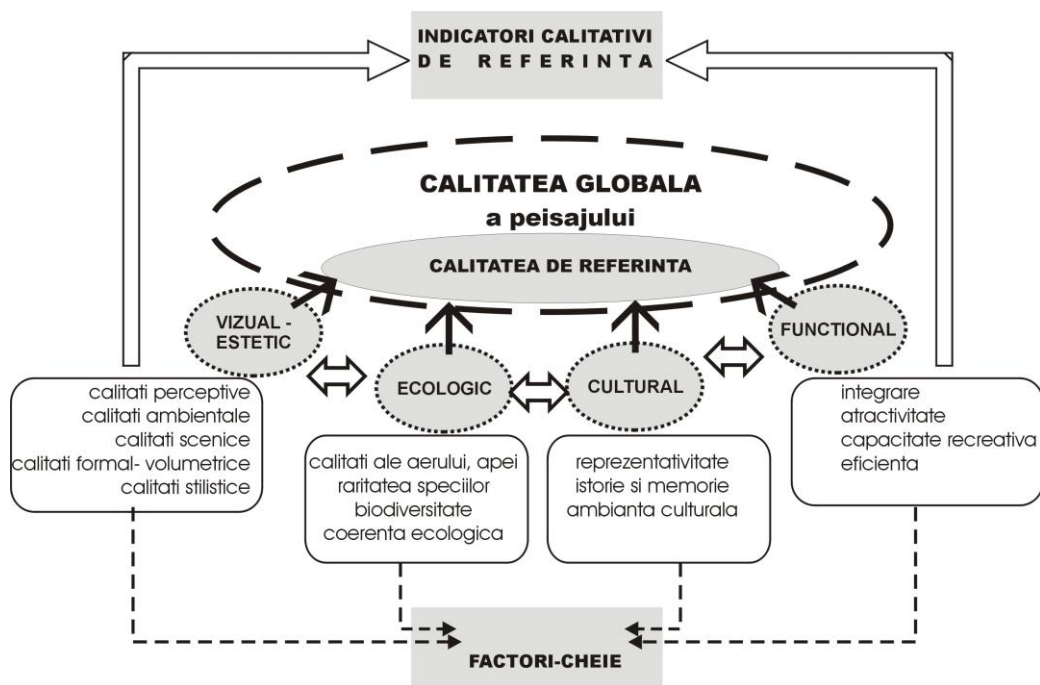 INDICATORI CALITATIVI
DE REFERINTA
CALITATEA GLOBALA
a peisajului
CALITATEA DE REFERINTA
VIZUAL -
ESTETIC
ECOLOGIC
CULTURAL
FUNCTIONAL
calitati perceptive
calitati ambientale
calitati scenice
calitati formal- volumetrice
calitati stilistice
calitati ale aerului, apei
raritatea speciilor
biodiversitate
coerenta ecologica
reprezentativitate
istorie si memorie
ambianta culturala
integrare
atractivitate
capacitate recreativa
eficienta
FACTORI-CHEIE